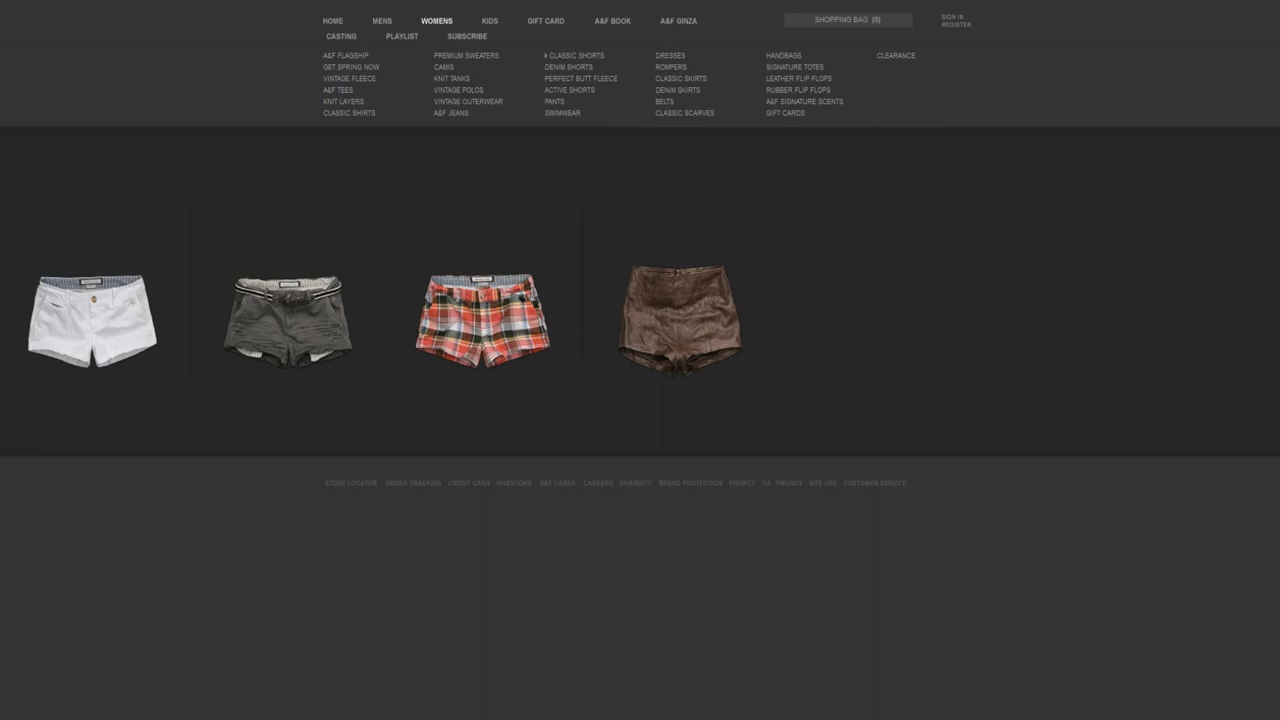 HOME MENS WOMENS KIDS GIFT CARD A&F BOOK A&F GINZA SHOPPING BAG (0) SIGN IN
REGISTER
CASTING PLAYLIST SUBSCRIBE
A&F FLAGSHIP PREMIUM SWEATERS CLASSIC SHORTS DRESSES HANDBAGS CLEARANCE
GET SPRING NOW CAMIS DENIM SHORTS ROMPERS SIGNATURE TOTES
VINTAGE FLEECE KNIT TANKS PERFECT BUTT FLEECE CLASSIC SKIRTS LEATHER FLIP FLOPS
A&F TEES VINTAGE POLOS ACTIVE SHORTS DENIM SKIRTS RUBBER FLIP FLOPS
KNIT LAYERS VINTAGE OUTERWEAR PANTS BELTS A&F SIGNATURE SCENTS
CLASSIC SHIRTS A&F JEANS SWIMWEAR CLASSIC SCARVES GIFT CARDS
STORE LOCATOR ORDER TRACKING CREDIT CARD INVESTORS A&F CARES CAREERS DIVERSITY BRAND PROTECTION PRIVACY CA PRIVACY SITE USE CUSTOMER SERVICE